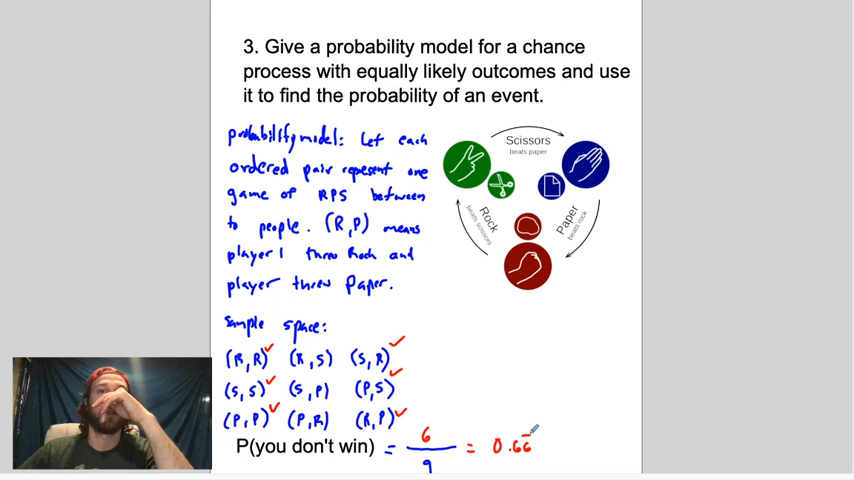 3. Give a probability model for a chance
process with equally likely outcomes and use
it to find the probability of an event.
probability model: Let each
ordered pair represent one
game of RPS between
to people. (R,P) means
player 1 threw Rock and
player threw Paper.
Scissors
beats paper
Paper
beats rock
Rock
beats scissors
Sample space:
(R,R) (R,S) (S,R)
(S,S) (S,P) (P,S)
(P,P) (P,R) (R,P)
P(you don't win) = 6/9 = 0.66̅